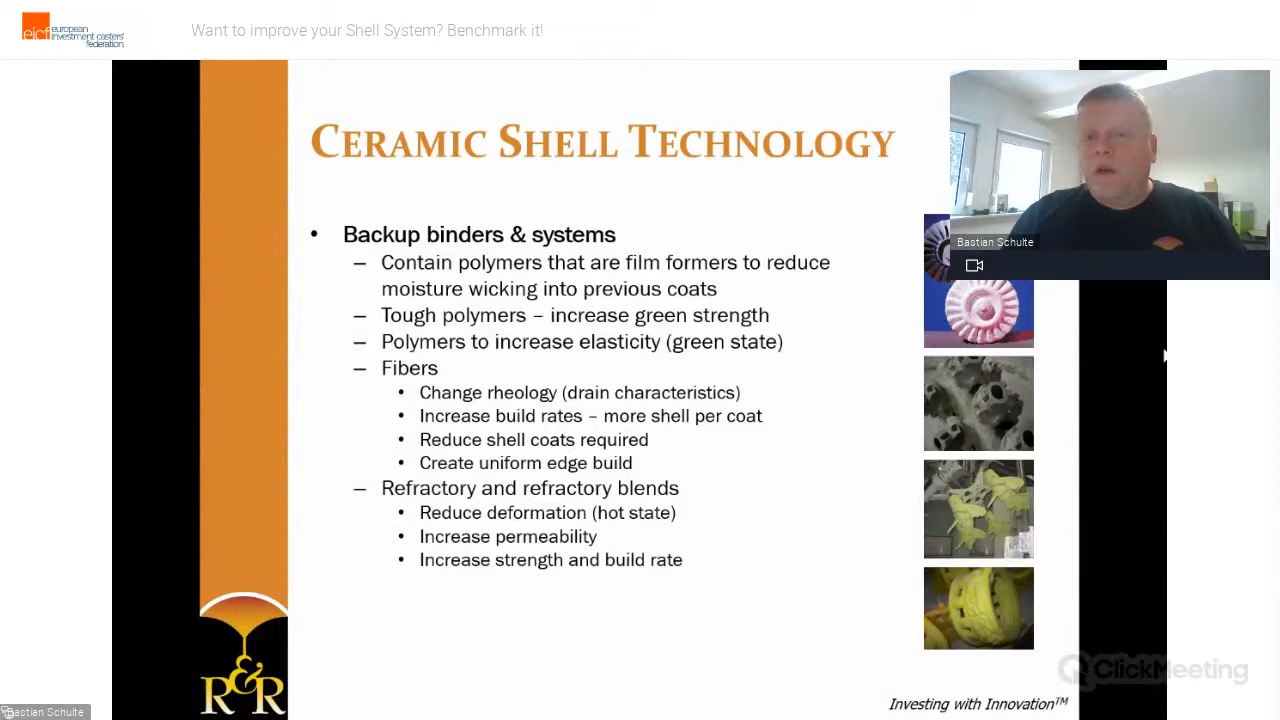 eicf european
investment casters'
federation.
Want to improve your Shell System? Benchmark it!
CERAMIC SHELL TECHNOLOGY
• Backup binders & systems
– Contain polymers that are film formers to reduce
moisture wicking into previous coats
– Tough polymers – increase green strength
– Polymers to increase elasticity (green state)
– Fibers
• Change rheology (drain characteristics)
• Increase build rates – more shell per coat
• Reduce shell coats required
• Create uniform edge build
– Refractory and refractory blends
• Reduce deformation (hot state)
• Increase permeability
• Increase strength and build rate
Bastian Schulte
R&R
ClickMeeting
Investing with Innovation™
Bastian Schulte